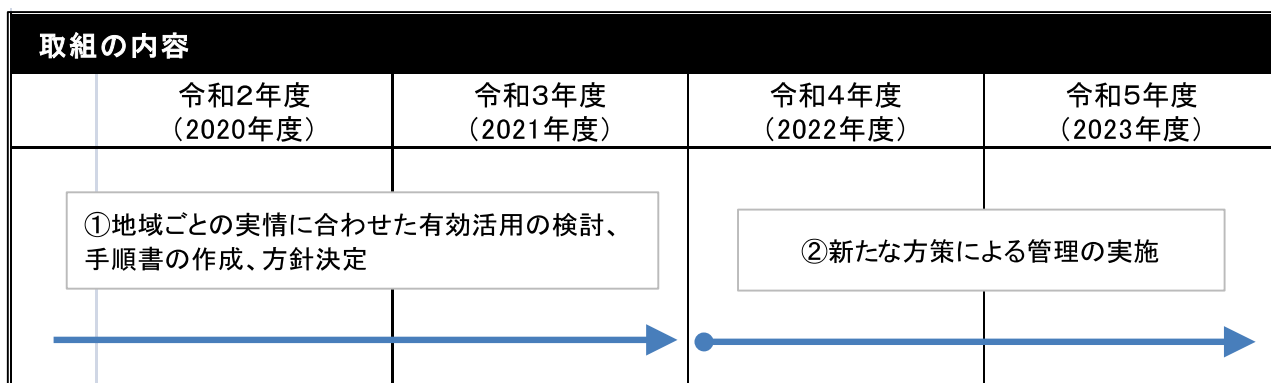 取組の内容
令和2年度
（2020年度）
令和3年度
（2021年度）
令和4年度
（2022年度）
令和5年度
（2023年度）
①地域ごとの実情に合わせた有効活用の検討、
手順書の作成、方針決定
②新たな方策による管理の実施